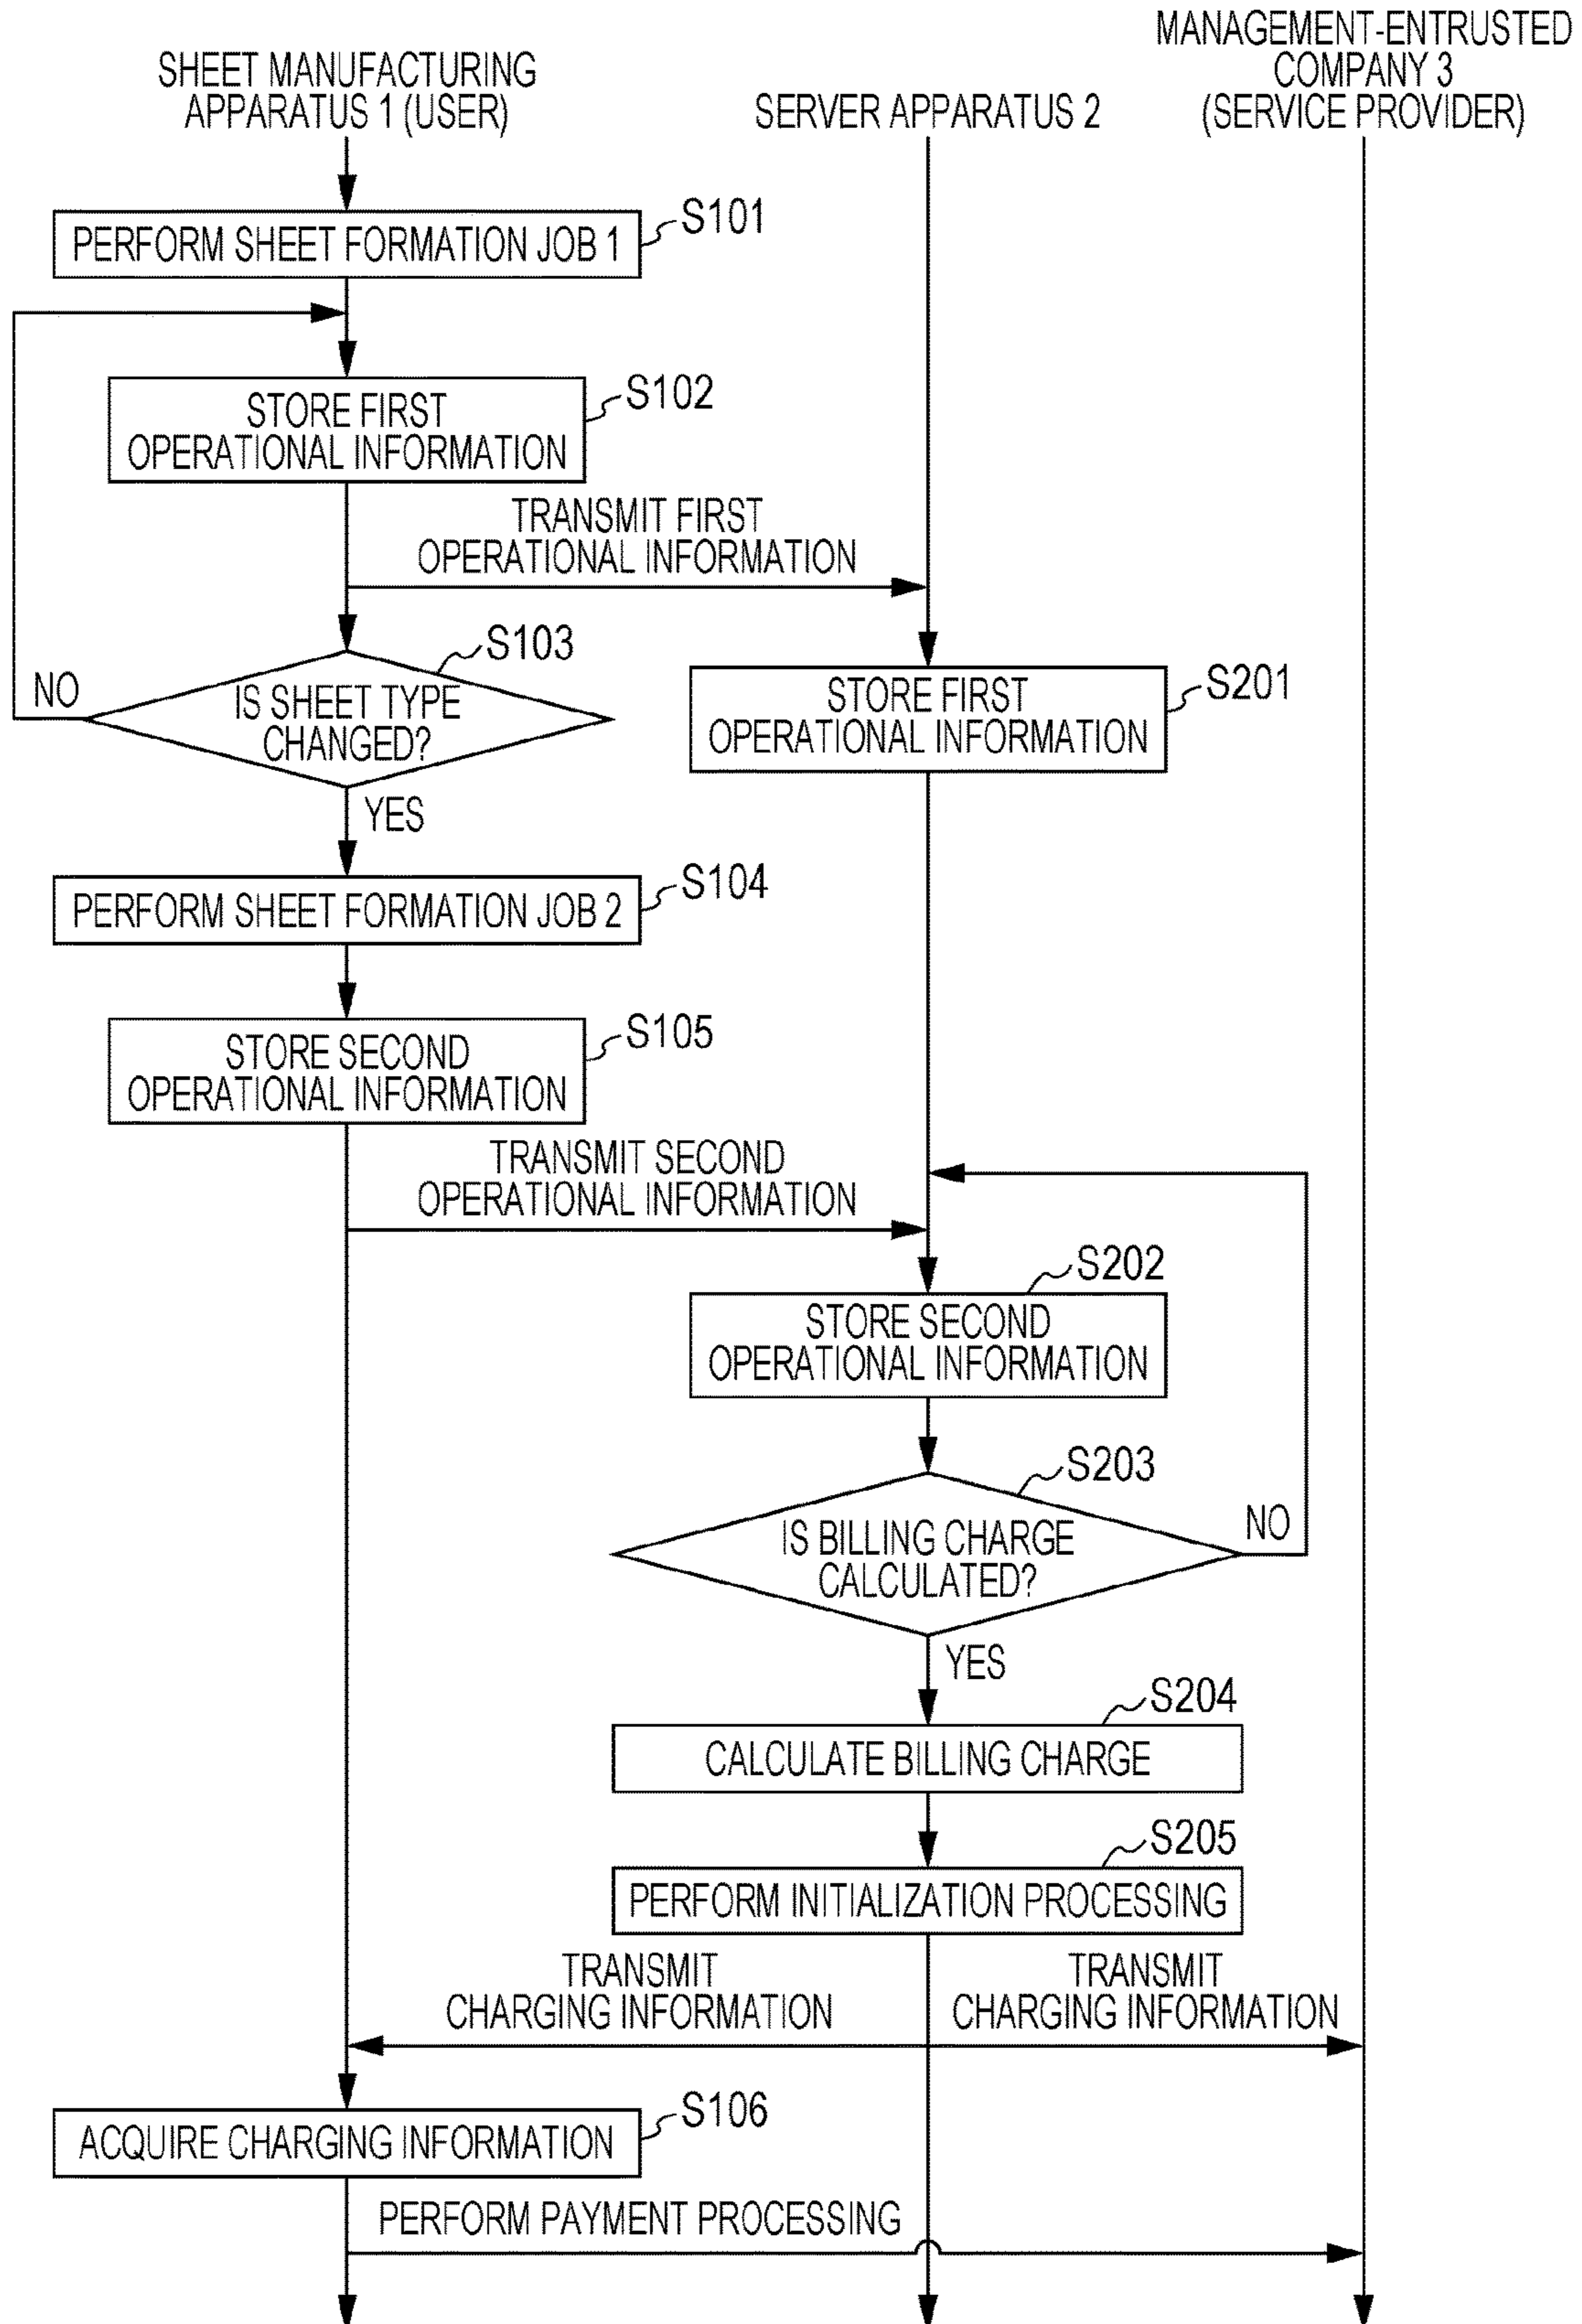 SHEET MANUFACTURING
APPARATUS 1 (USER)
SERVER APPARATUS 2
MANAGEMENT-ENTRUSTED
COMPANY 3
(SERVICE PROVIDER)
PERFORM SHEET FORMATION JOB 1
S101
STORE FIRST
OPERATIONAL INFORMATION
S102
TRANSMIT FIRST
OPERATIONAL INFORMATION
S103
NO
IS SHEET TYPE
CHANGED?
YES
STORE FIRST
OPERATIONAL INFORMATION
S201
PERFORM SHEET FORMATION JOB 2
S104
STORE SECOND
OPERATIONAL INFORMATION
S105
TRANSMIT SECOND
OPERATIONAL INFORMATION
S202
STORE SECOND
OPERATIONAL INFORMATION
S203
IS BILLING CHARGE
CALCULATED?
NO
YES
S204
CALCULATE BILLING CHARGE
S205
PERFORM INITIALIZATION PROCESSING
TRANSMIT
CHARGING INFORMATION
TRANSMIT
CHARGING INFORMATION
S106
ACQUIRE CHARGING INFORMATION
PERFORM PAYMENT PROCESSING